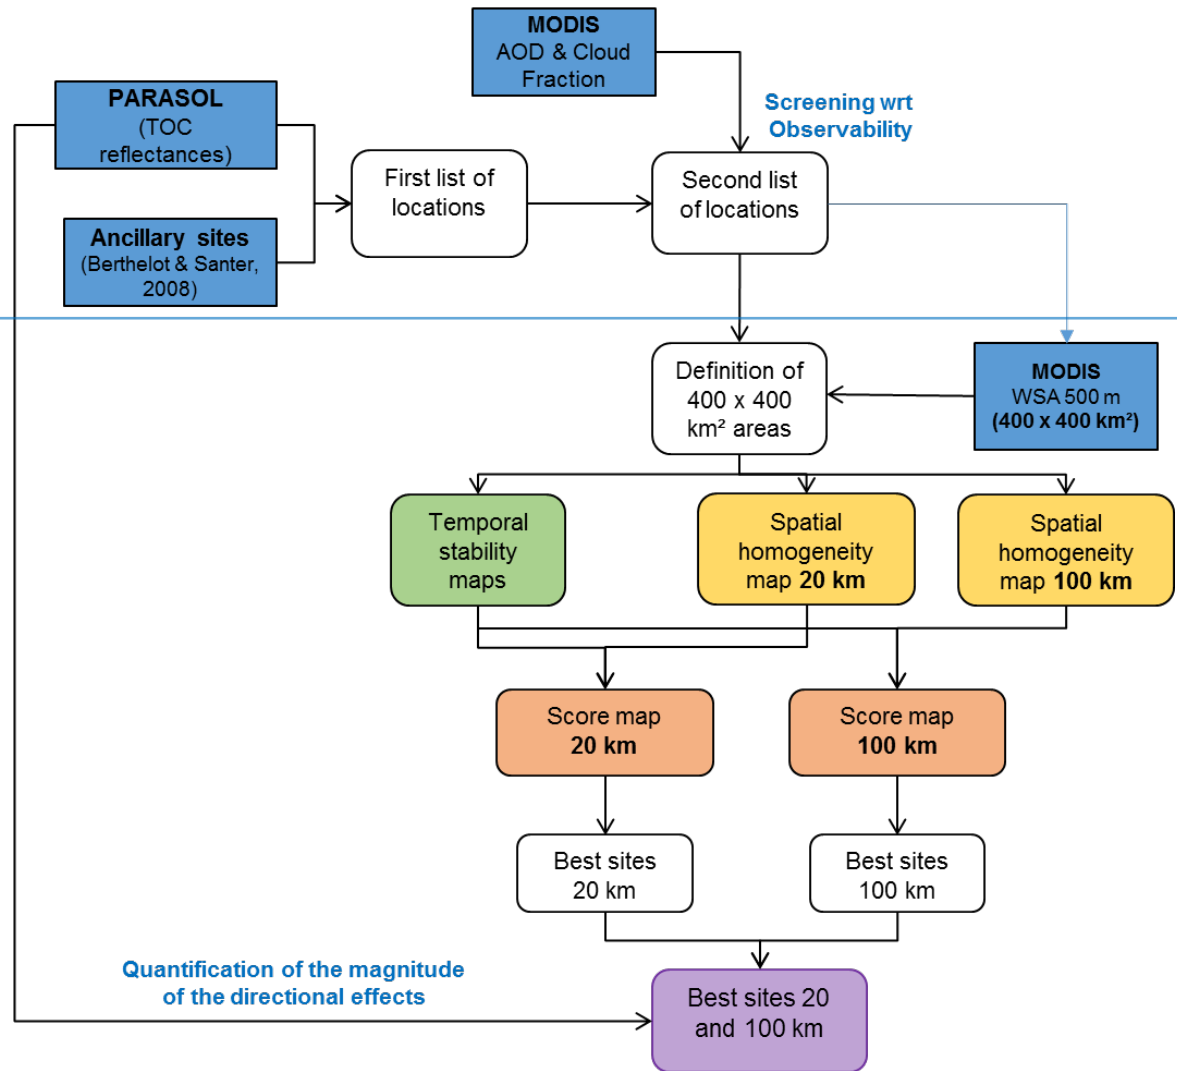 MODIS
AOD & Cloud
Fraction
PARASOL
(TOC
reflectances)
Screening wrt
Observability
First list of
locations
Second list
of locations
Ancillary sites
(Berthelot & Santer,
2008)
Definition of
400 x 400
km² areas
MODIS
WSA 500 m
(400 x 400 km²)
Temporal
stability
maps
Spatial
homogeneity
map 20 km
Spatial
homogeneity
map 100 km
Score map
20 km
Score map
100 km
Best sites
20 km
Best sites
100 km
Quantification of the magnitude
of the directional effects
Best sites 20
and 100 km